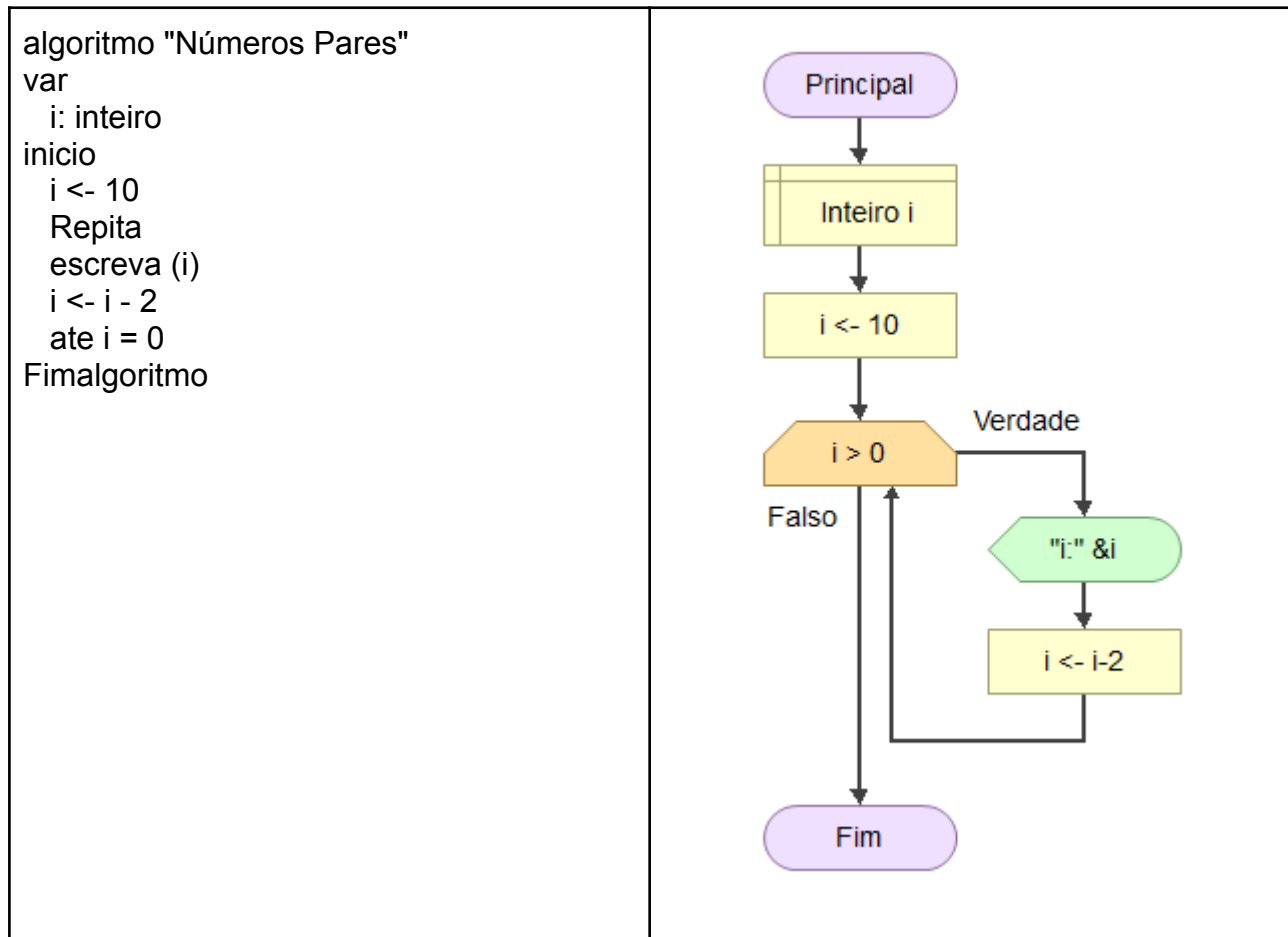 algoritmo "Números Pares"
var
i: inteiro
inicio
i <- 10
Repita
escreva (i)
i <- i - 2
ate i = 0
Fimalgoritmo
Principal
Inteiro i
i <- 10
i > 0
Verdade
Falso
"i:" &i
i <- i-2
Fim